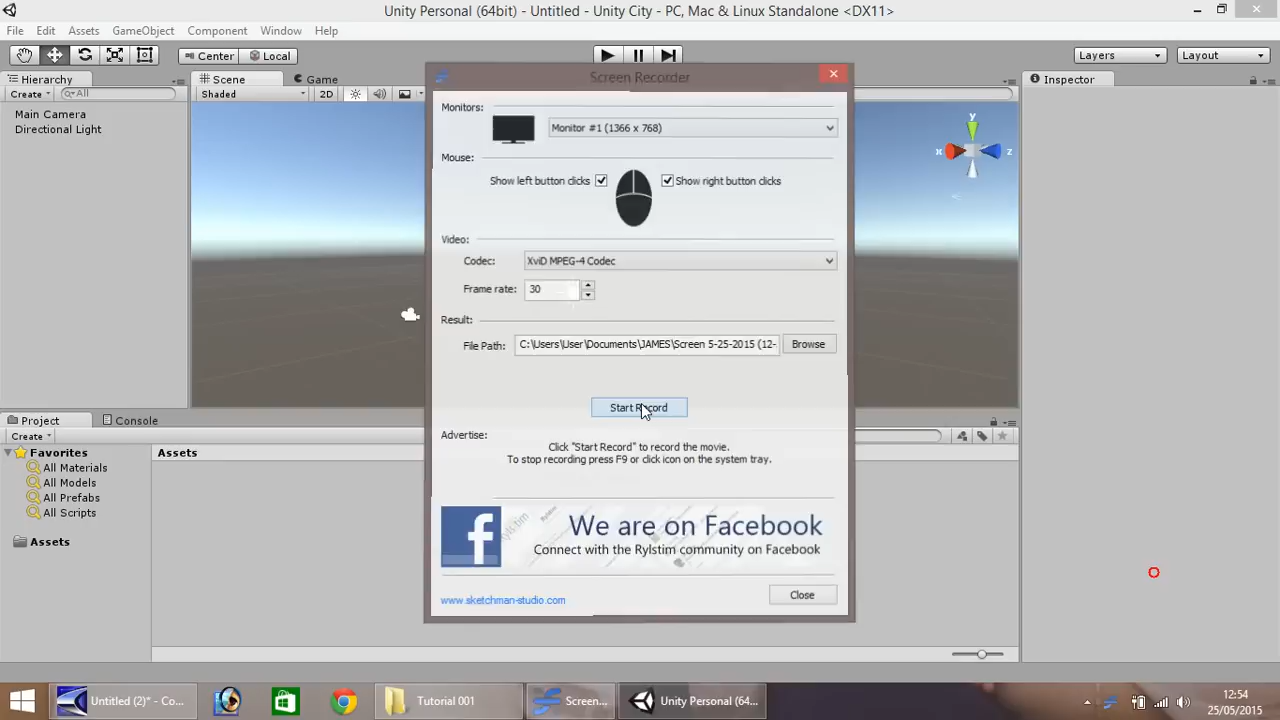 Unity Personal (64bit) - Untitled - Unity City - PC, Mac & Linux Standalone <DX11>
File Edit Assets GameObject Component Window Help
Center Local Layers Layout
Hierarchy Scene Game Inspector
Create All Shaded 2D
Main Camera
Directional Light
y
x z
Screen Recorder
Monitors:
Monitor #1 (1366 x 768)
Mouse:
Show left button clicks Show right button clicks
Video:
Codec: XviD MPEG-4 Codec
Frame rate: 30
Result:
File Path: C:\Users\User\Documents\JAMES\Screen 5-25-2015 (12- Browse
Start Record
Advertise:
Click "Start Record" to record the movie.
To stop recording press F9 or click icon on the system tray.
We are on Facebook
Connect with the Rylstim community on Facebook
www.sketchman-studio.com Close
Project Console
Create
Favorites Assets
All Materials
All Models
All Prefabs
All Scripts
Assets
Untitled (2)* - Co... Tutorial 001 Screen... Unity Personal (64...
12:54
25/05/2015